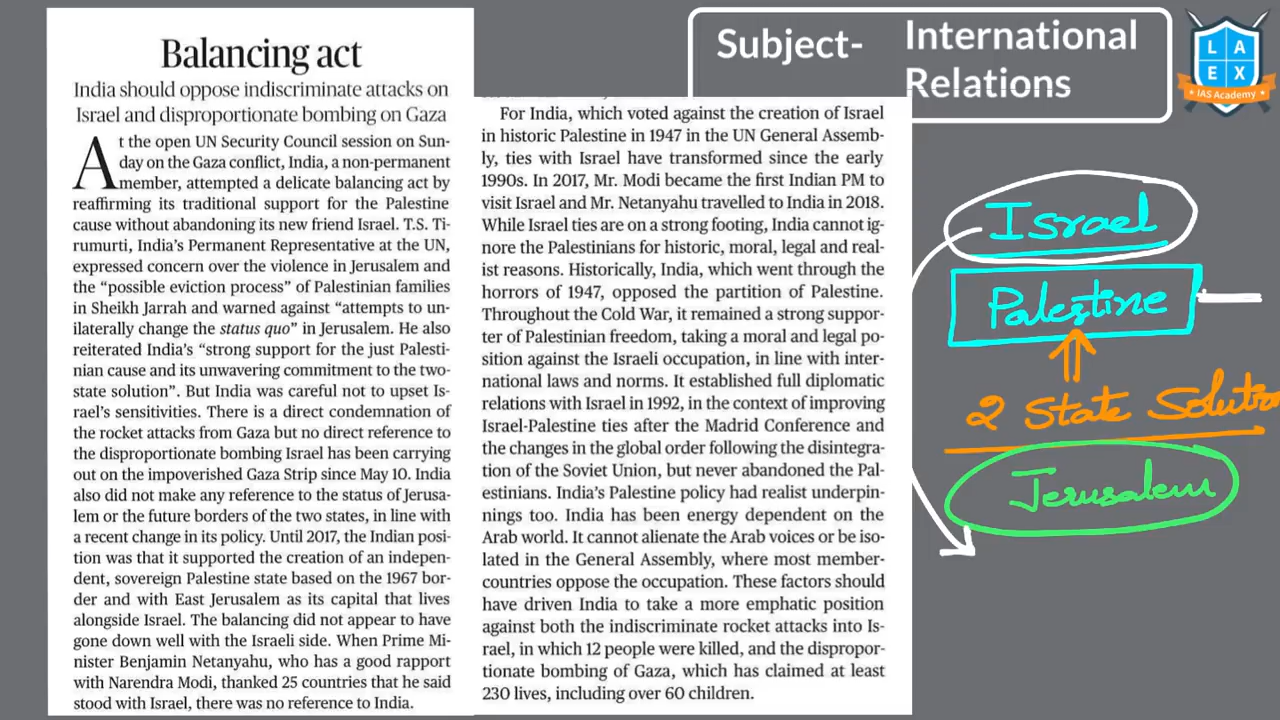 Balancing act
India should oppose indiscriminate attacks on
Israel and disproportionate bombing on Gaza
At the open UN Security Council session on Sun-
day on the Gaza conflict, India, a non-permanent
member, attempted a delicate balancing act by
reaffirming its traditional support for the Palestine
cause without abandoning its new friend Israel. T.S. Ti-
rumurti, India's Permanent Representative at the UN,
expressed concern over the violence in Jerusalem and
the "possible eviction process" of Palestinian families
in Sheikh Jarrah and warned against "attempts to un-
ilaterally change the status quo" in Jerusalem. He also
reiterated India's "strong support for the just Palesti-
nian cause and its unwavering commitment to the two-
state solution". But India was careful not to upset Is-
rael's sensitivities. There is a direct condemnation of
the rocket attacks from Gaza but no direct reference to
the disproportionate bombing Israel has been carrying
out on the impoverished Gaza Strip since May 10. India
also did not make any reference to the status of Jerusa-
lem or the future borders of the two states, in line with
a recent change in its policy. Until 2017, the Indian posi-
tion was that it supported the creation of an indepen-
dent, sovereign Palestine state based on the 1967 bor-
der and with East Jerusalem as its capital that lives
alongside Israel. The balancing did not appear to have
gone down well with the Israeli side. When Prime Mi-
nister Benjamin Netanyahu, who has a good rapport
with Narendra Modi, thanked 25 countries that he said
stood with Israel, there was no reference to India.
For India, which voted against the creation of Israel
in historic Palestine in 1947 in the UN General Assemb-
ly, ties with Israel have transformed since the early
1990s. In 2017, Mr. Modi became the first Indian PM to
visit Israel and Mr. Netanyahu travelled to India in 2018.
While Israel ties are on a strong footing, India cannot ig-
nore the Palestinians for historic, moral, legal and real-
ist reasons. Historically, India, which went through the
horrors of 1947, opposed the partition of Palestine.
Throughout the Cold War, it remained a strong suppor-
ter of Palestinian freedom, taking a moral and legal po-
sition against the Israeli occupation, in line with inter-
national laws and norms. It established full diplomatic
relations with Israel in 1992, in the context of improving
Israel-Palestine ties after the Madrid Conference and
the changes in the global order following the disintegra-
tion of the Soviet Union, but never abandoned the Pal-
estinians. India's Palestine policy had realist underpin-
nings too. India has been energy dependent on the
Arab world. It cannot alienate the Arab voices or be iso-
lated in the General Assembly, where most member-
countries oppose the occupation. These factors should
have driven India to take a more emphatic position
against both the indiscriminate rocket attacks into Is-
rael, in which 12 people were killed, and the dispropor-
tionate bombing of Gaza, which has claimed at least
230 lives, including over 60 children.
Subject- International
Relations
L A
E X
IAS Academy
Israel
Palestine
2 State Solution
Jerusalem